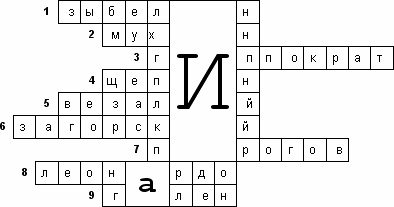 1 з ы б е л н
2 м у х н
3 г И п п о к р а т
4 щ е п н
5 в е з а л й
6 з а г о р с к й
7 п р о г о в
8 л е о н а р д о
9 г л е н